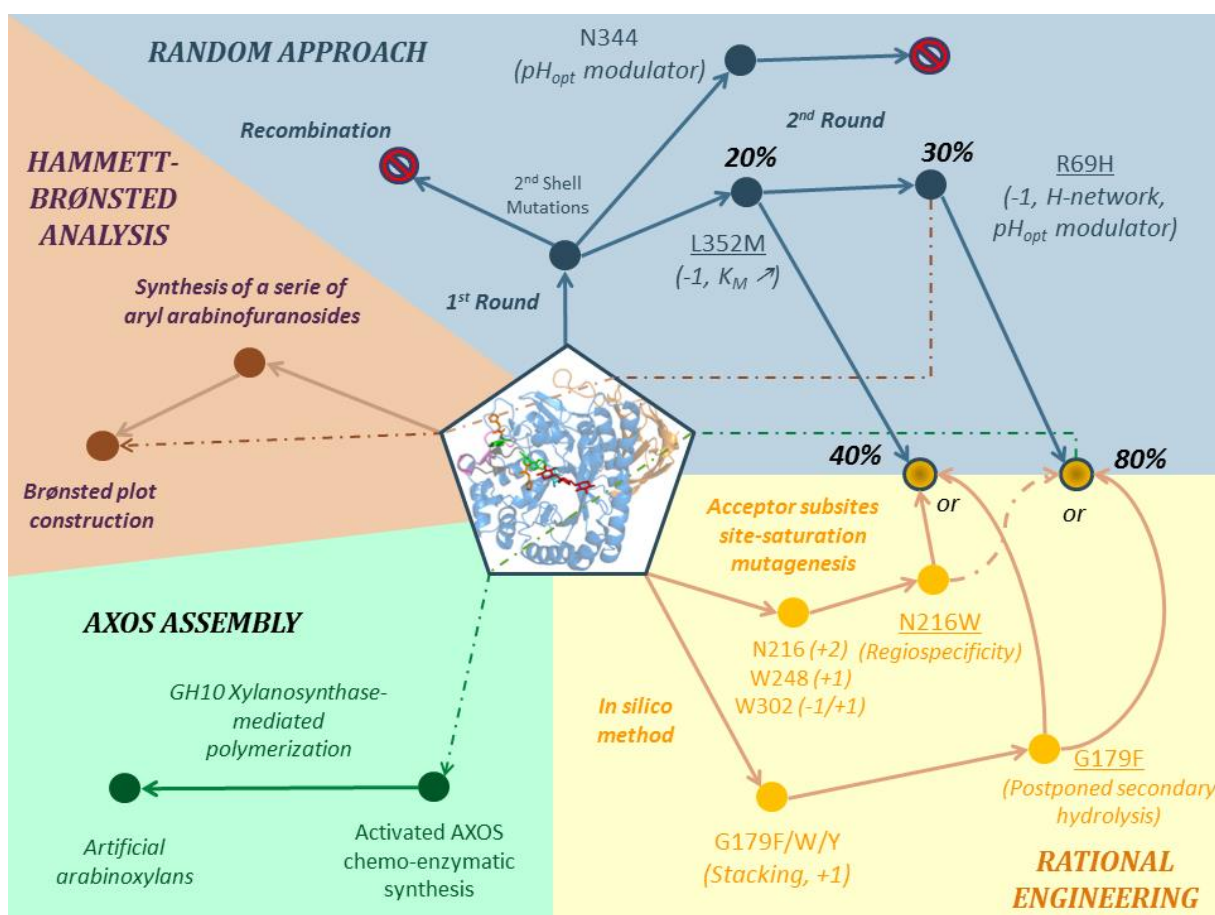 RANDOM APPROACH
N344
(pHopt modulator)
Recombination
2nd Round
2nd Shell
Mutations
20%
30%
L352M
(-1, KM ↗)
R69H
(-1, H-network,
pHopt modulator)
1st Round
HAMMETT-
BRØNSTED
ANALYSIS
Synthesis of a serie of
aryl arabinofuranosides
Brønsted plot
construction
40%
or
80%
or
Acceptor subsites
site-saturation
mutagenesis
N216 (+2)
W248 (+1)
W302 (-1/+1)
N216W
(Regiospecificity)
In silico
method
G179F/W/Y
(Stacking, +1)
G179F
(Postponed secondary
hydrolysis)
RATIONAL
ENGINEERING
AXOS ASSEMBLY
GH10 Xylanosynthase-
mediated
polymerization
Artificial
arabinoxylans
Activated AXOS
chemo-enzymatic
synthesis